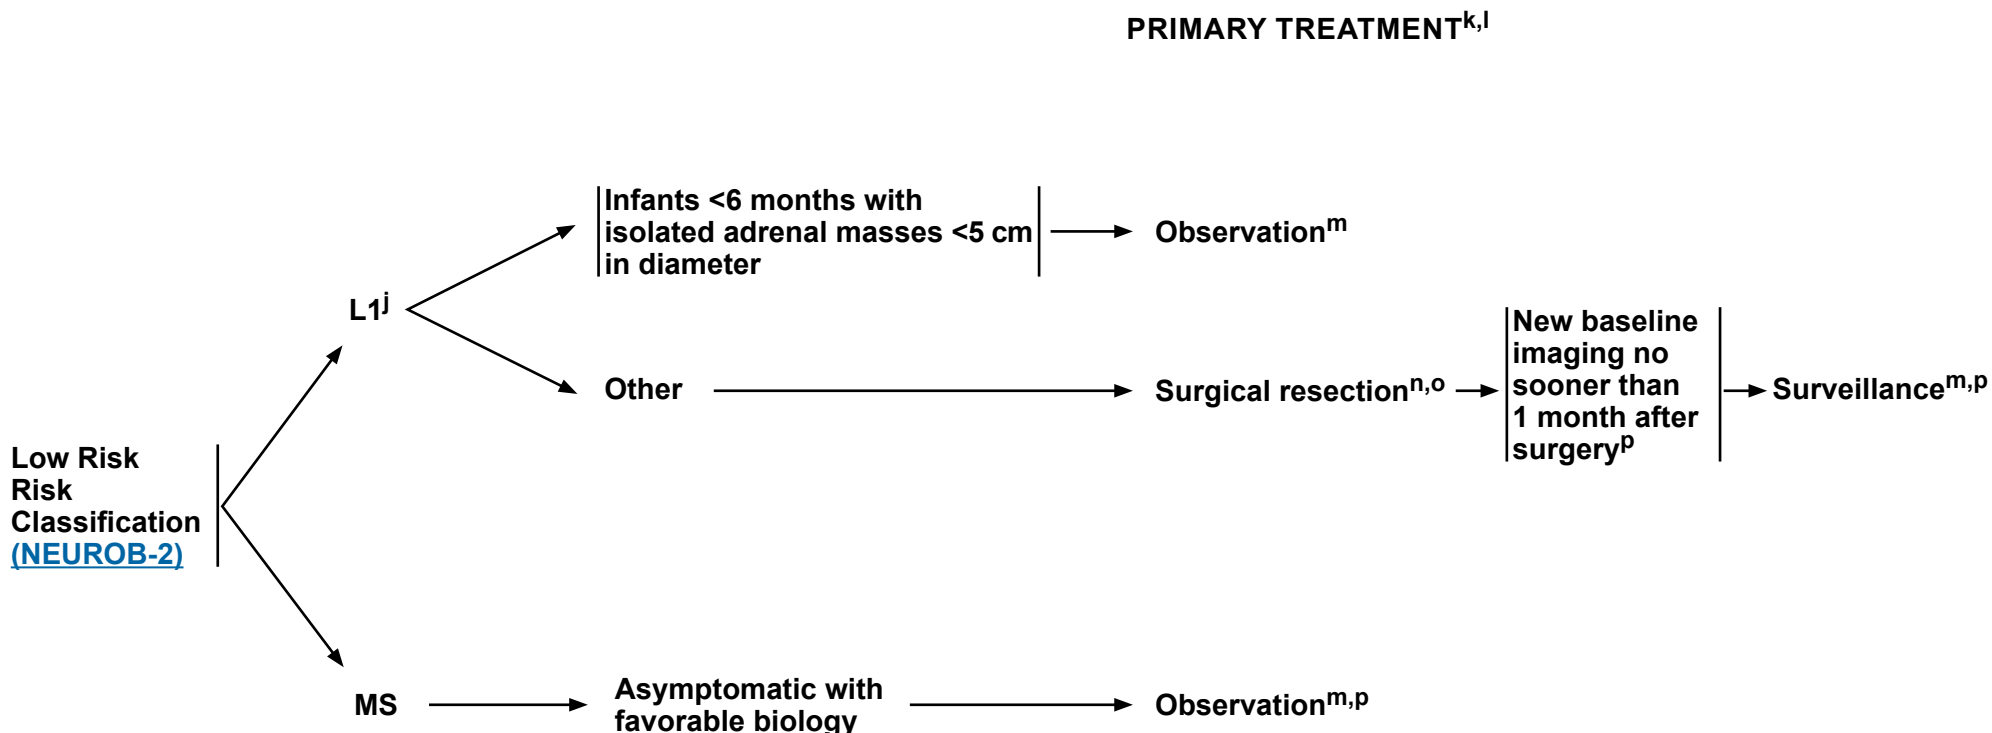 PRIMARY TREATMENTk,l
Infants <6 months with
isolated adrenal masses <5 cm
in diameter
Observationm
L1j
Other
Surgical resectionn,o
New baseline
imaging no
sooner than
1 month after
surgeryp
Surveillancem,p
Low Risk
Risk
Classification
(NEUROB-2)
MS
Asymptomatic with
favorable biology
Observationm,p